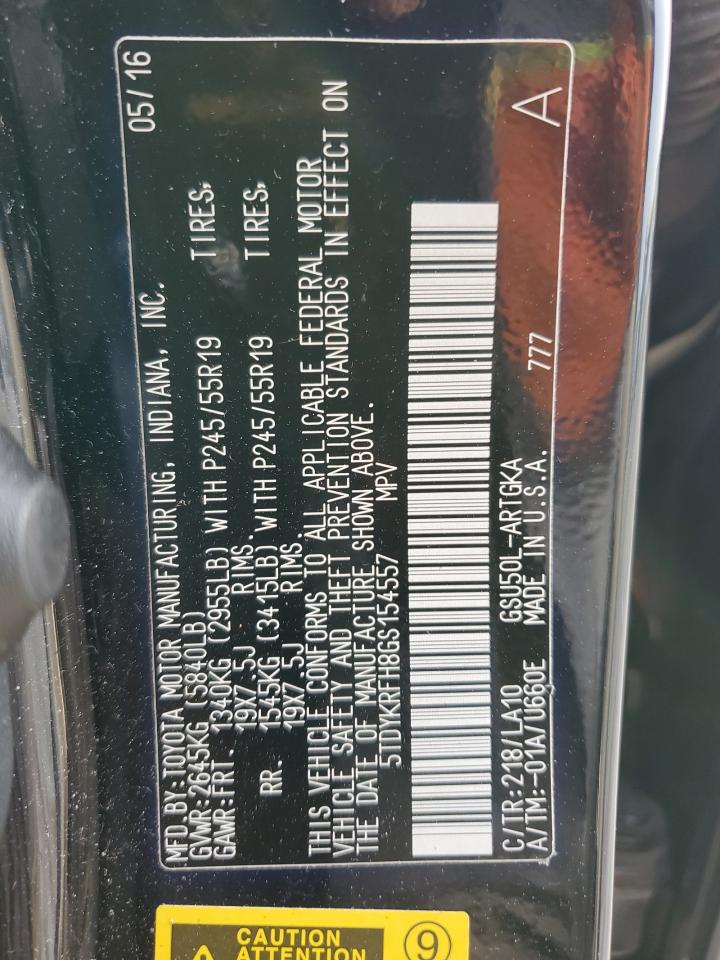 MFD.BY:TOYOTA MOTOR MANUFACTURING, INDIANA, INC. 05/16
GVWR:2645KG (5840LB)
GAWR:FRT. 1340KG (2955LB) WITH P245/55R19 TIRES,
19X7.5J RIMS.
RR. 1545KG (3415LB) WITH P245/55R19 TIRES,
19X7.5J RIMS
THIS VEHICLE CONFORMS TO ALL APPLICABLE FEDERAL MOTOR
VEHICLE SAFETY AND THEFT PREVENTION STANDARDS IN EFFECT ON
THE DATE OF MANUFACTURE SHOWN ABOVE.
5TDYKRFH8GS154557 MPV
C/TR:218/LA10 GSU50L-ARTGKA 777 A
A/TM:-01A/U660E MADE IN U.S.A.
CAUTION
ATTENTION
9